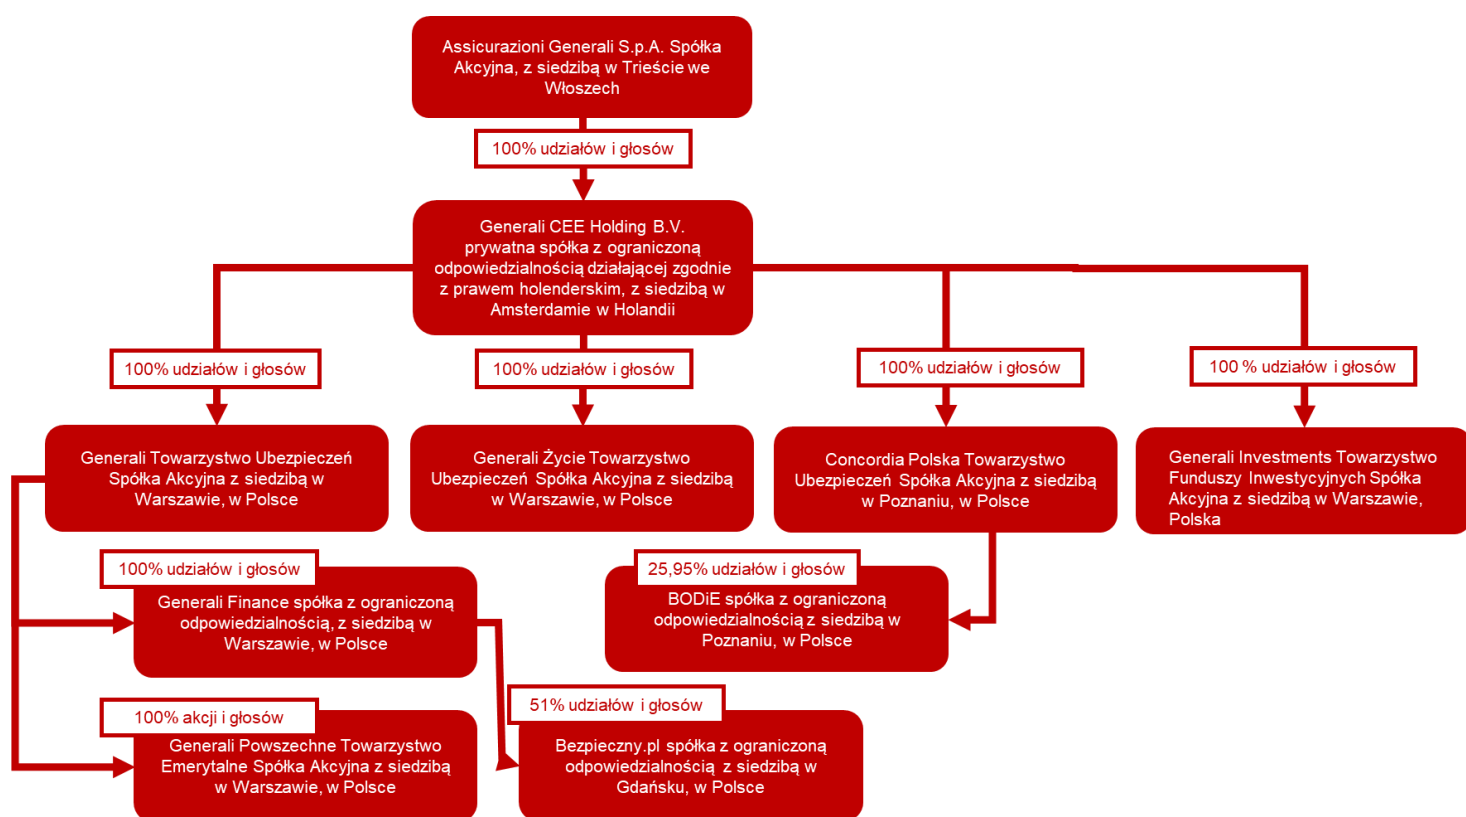 Assicurazioni Generali S.p.A. Spółka
Akcyjna, z siedzibą w Trieście we
Włoszech
100% udziałów i głosów
Generali CEE Holding B.V.
prywatna spółka z ograniczoną
odpowiedzialnością działającej zgodnie
z prawem holenderskim, z siedzibą w
Amsterdamie w Holandii
100% udziałów i głosów
100% udziałów i głosów
100% udziałów i głosów
100 % udziałów i głosów
Generali Towarzystwo Ubezpieczeń
Spółka Akcyjna z siedzibą w
Warszawie, w Polsce
Generali Życie Towarzystwo
Ubezpieczeń Spółka Akcyjna z siedzibą
w Warszawie, w Polsce
Concordia Polska Towarzystwo
Ubezpieczeń Spółka Akcyjna z siedzibą
w Poznaniu, w Polsce
Generali Investments Towarzystwo
Funduszy Inwestycyjnych Spółka
Akcyjna z siedzibą w Warszawie,
Polska
100% udziałów i głosów
Generali Finance spółka z ograniczoną
odpowiedzialnością, z siedzibą w
Warszawie, w Polsce
25,95% udziałów i głosów
BODiE spółka z ograniczoną
odpowiedzialnością z siedzibą w
Poznaniu, w Polsce
100% akcji i głosów
Generali Powszechne Towarzystwo
Emerytalne Spółka Akcyjna z siedzibą
w Warszawie, w Polsce
51% udziałów i głosów
Bezpieczny.pl spółka z ograniczoną
odpowiedzialnością z siedzibą w
Gdańsku, w Polsce